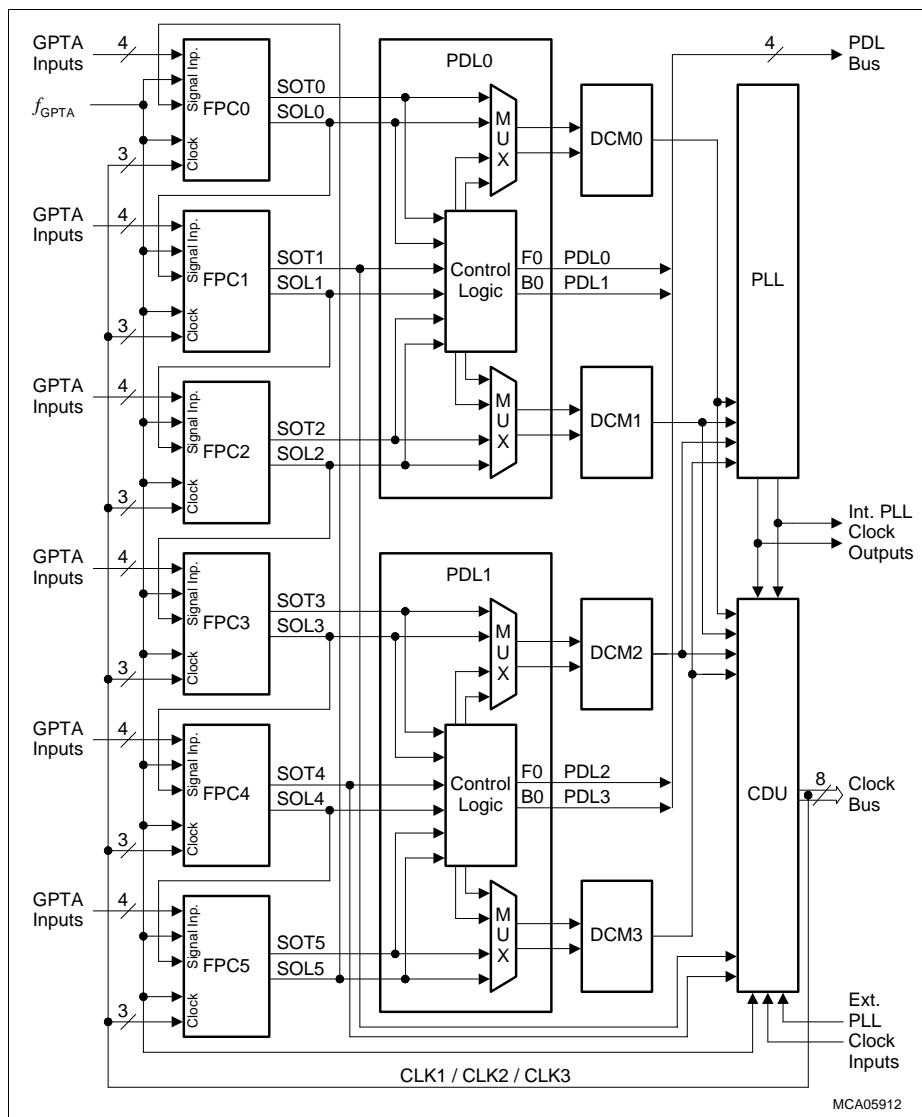 GPTA
Inputs
4
fGPTA
3
Signal Inp.
Clock
FPC0
SOT0
SOL0
PDL0
MUX
DCM0
4
PDL
Bus
GPTA
Inputs
4
3
Signal Inp.
Clock
FPC1
SOT1
SOL1
Control
Logic
F0
PDL0
B0
PDL1
PLL
GPTA
Inputs
4
3
Signal Inp.
Clock
FPC2
SOT2
SOL2
MUX
DCM1
Int. PLL
Clock
Outputs
GPTA
Inputs
4
3
Signal Inp.
Clock
FPC3
SOT3
SOL3
PDL1
MUX
DCM2
GPTA
Inputs
4
3
Signal Inp.
Clock
FPC4
SOT4
SOL4
Control
Logic
F0
PDL2
B0
PDL3
CDU
8
Clock
Bus
GPTA
Inputs
4
3
Signal Inp.
Clock
FPC5
SOT5
SOL5
MUX
DCM3
Ext.
PLL
Clock
Inputs
CLK1 / CLK2 / CLK3
MCA05912